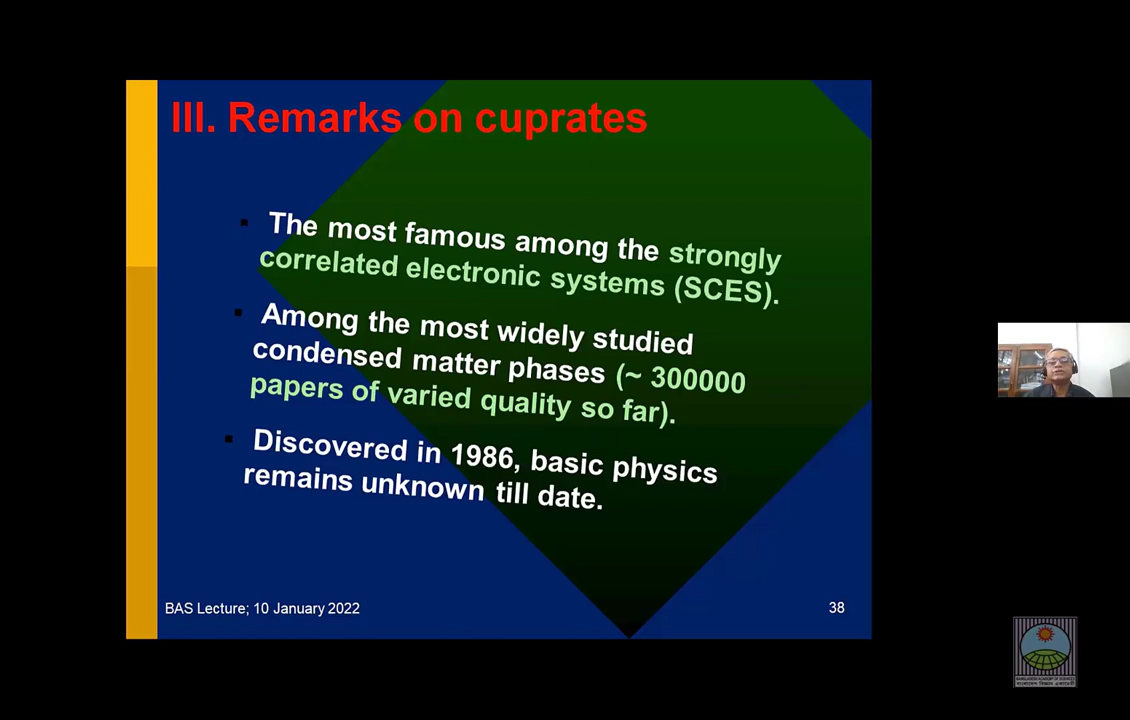 III. Remarks on cuprates
The most famous among the strongly
correlated electronic systems (SCES).
Among the most widely studied
condensed matter phases (~ 300000
papers of varied quality so far).
Discovered in 1986, basic physics
remains unknown till date.
BAS Lecture; 10 January 2022
38